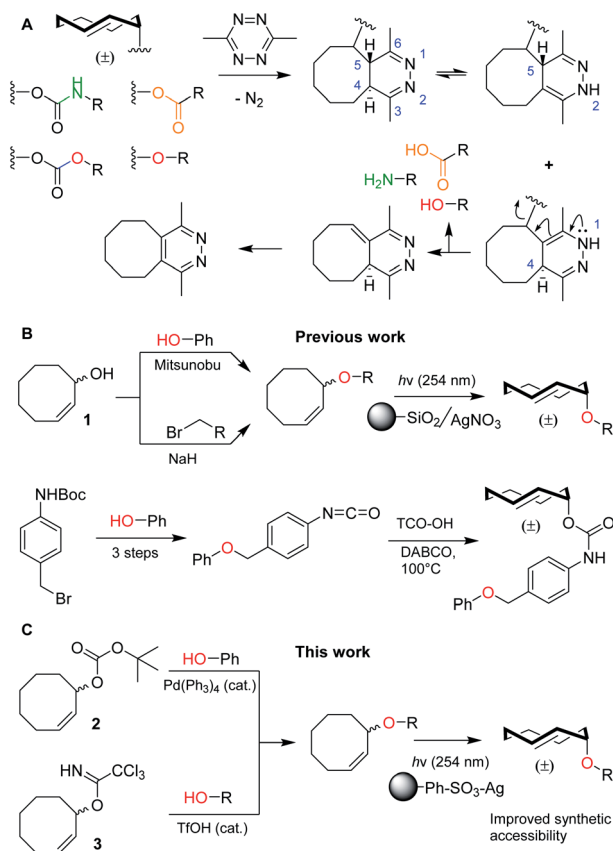 A
(±)
- N2
6 1
5 N
4 N 2
3
H
H
5
N
NH
2
H
O N R
O
O R
O
O O R
O
O R
HO R
O
H2N R
HO R
+
1
NH
N
4
H
N
N
H
N
N
B
Previous work
OH
1
HO Ph
Mitsunobu
Br R
NaH
O R
hν (254 nm)
SiO2/AgNO3
(±)
O
R
NHBoc
Br
HO Ph
3 steps
N=C=O
PhO
TCO-OH
DABCO,
100°C
(±)
O O
NH
PhO
C
This work
O O
O
2
HO Ph
Pd(Ph3)4 (cat.)
HN CCl3
O
3
HO R
TfOH (cat.)
O R
hν (254 nm)
Ph-SO3-Ag
(±)
O
R
Improved synthetic
accessibility